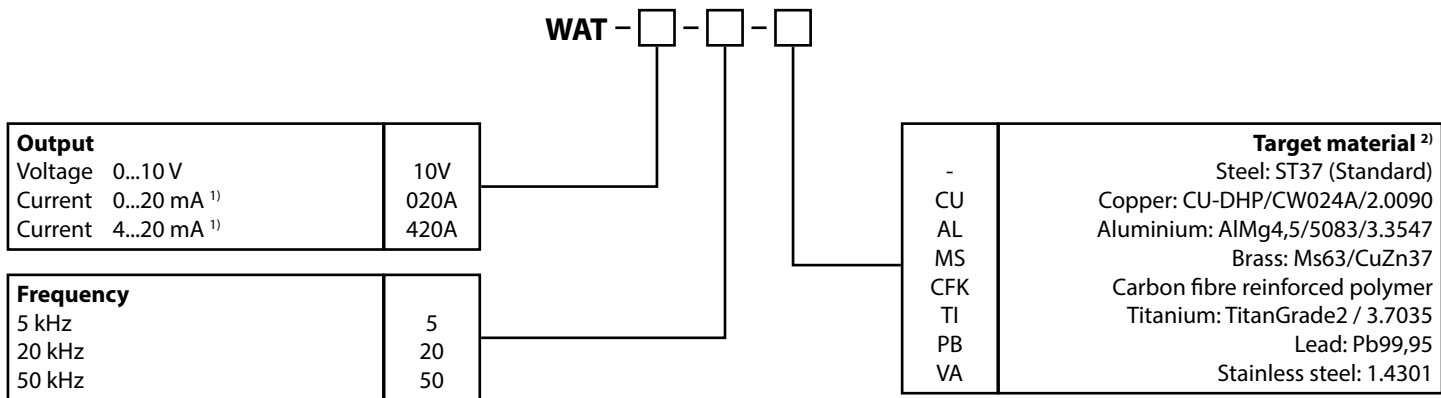 WAT – □ – □ – □
Output
Voltage 0...10 V 10V
Current 0...20 mA ¹⁾ 020A
Current 4...20 mA ¹⁾ 420A
Frequency
5 kHz 5
20 kHz 20
50 kHz 50
Target material ²⁾
- Steel: ST37 (Standard)
CU Copper: CU-DHP/CW024A/2.0090
AL Aluminium: AlMg4,5/5083/3.3547
MS Brass: Ms63/CuZn37
CFK Carbon fibre reinforced polymer
TI Titanium: TitanGrade2 / 3.7035
PB Lead: Pb99,95
VA Stainless steel: 1.4301